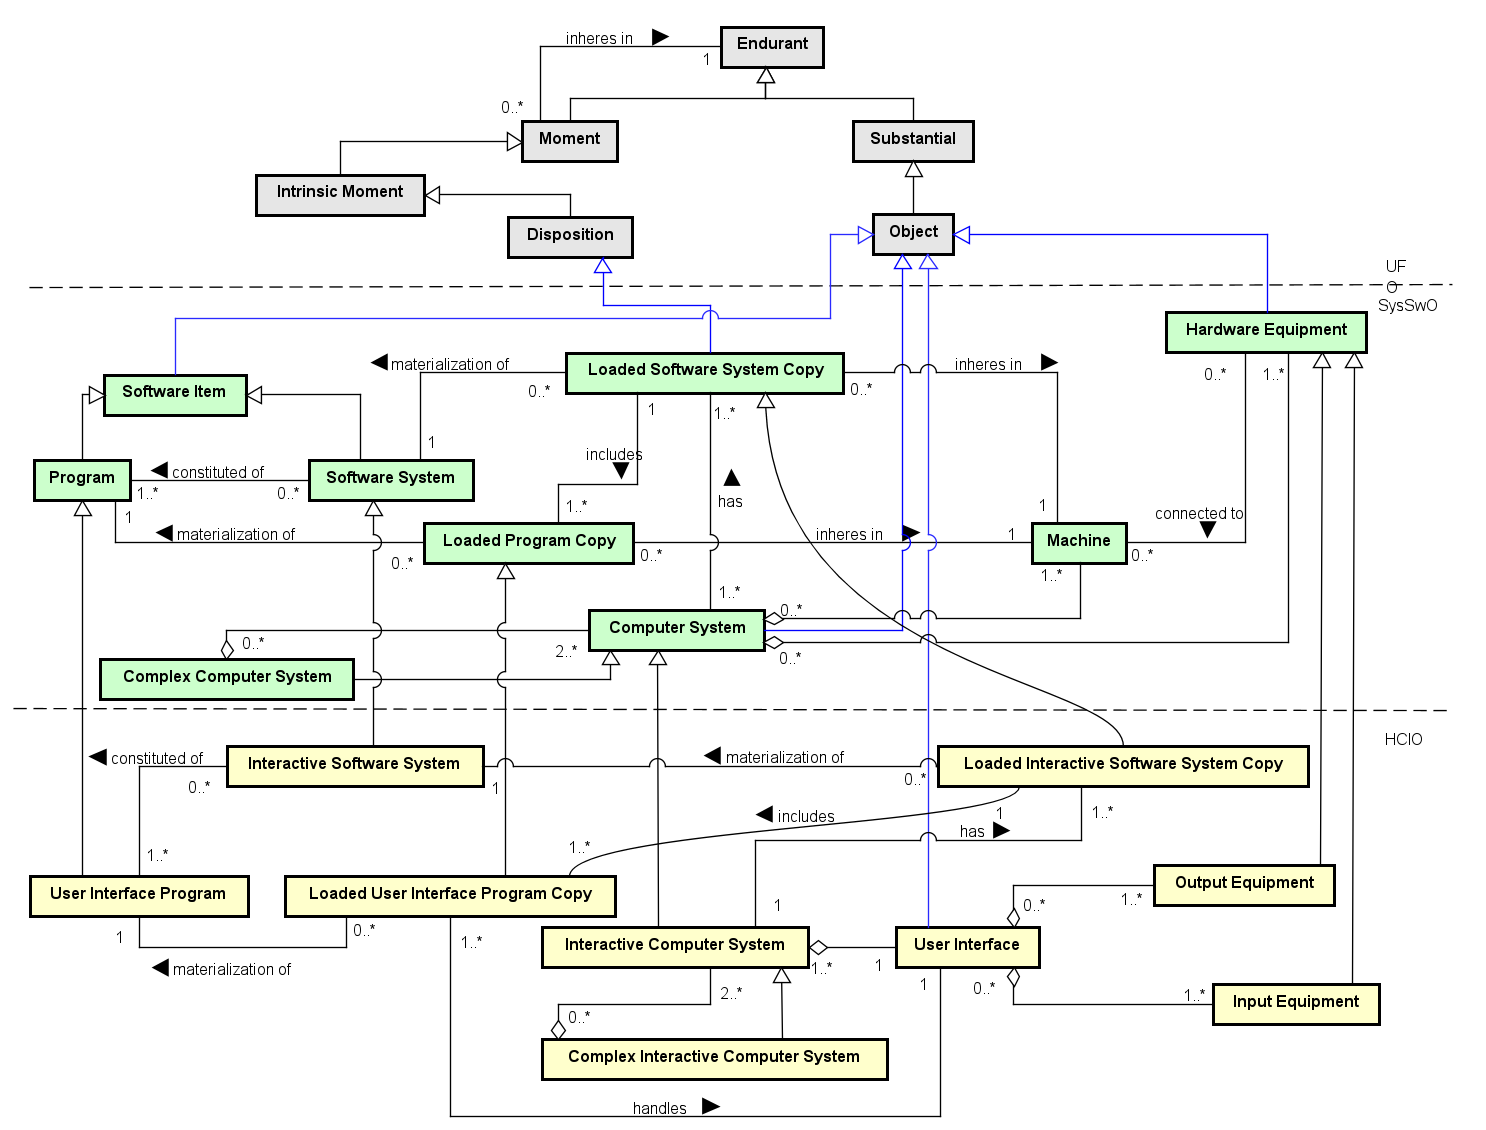 inheres in
Endurant
1
0..*
Moment
Substantial
Intrinsic Moment
Disposition
Object
UF
O
SysSwO
Hardware Equipment
materialization of
Loaded Software System Copy
inheres in
Software Item
0..*
0..*
0..*
1..*
1
1..*
1
includes
Program
constituted of
Software System
1..*
0..*
has
1..*
1
1
connected to
materialization of
Loaded Program Copy
inheres in
1
Machine
0..*
0..*
0..*
1..*
1..*
0..*
Computer System
0..*
2..*
0..*
Complex Computer System
HCIO
constituted of
Interactive Software System
materialization of
Loaded Interactive Software System Copy
0..*
1
0..*
includes
1
1..*
has
1..*
1..*
User Interface Program
Loaded User Interface Program Copy
Output Equipment
1
0..*
1..*
1
0..*
1..*
Interactive Computer System
User Interface
materialization of
1..*
1
1
0..*
2..*
1..*
Input Equipment
0..*
Complex Interactive Computer System
handles